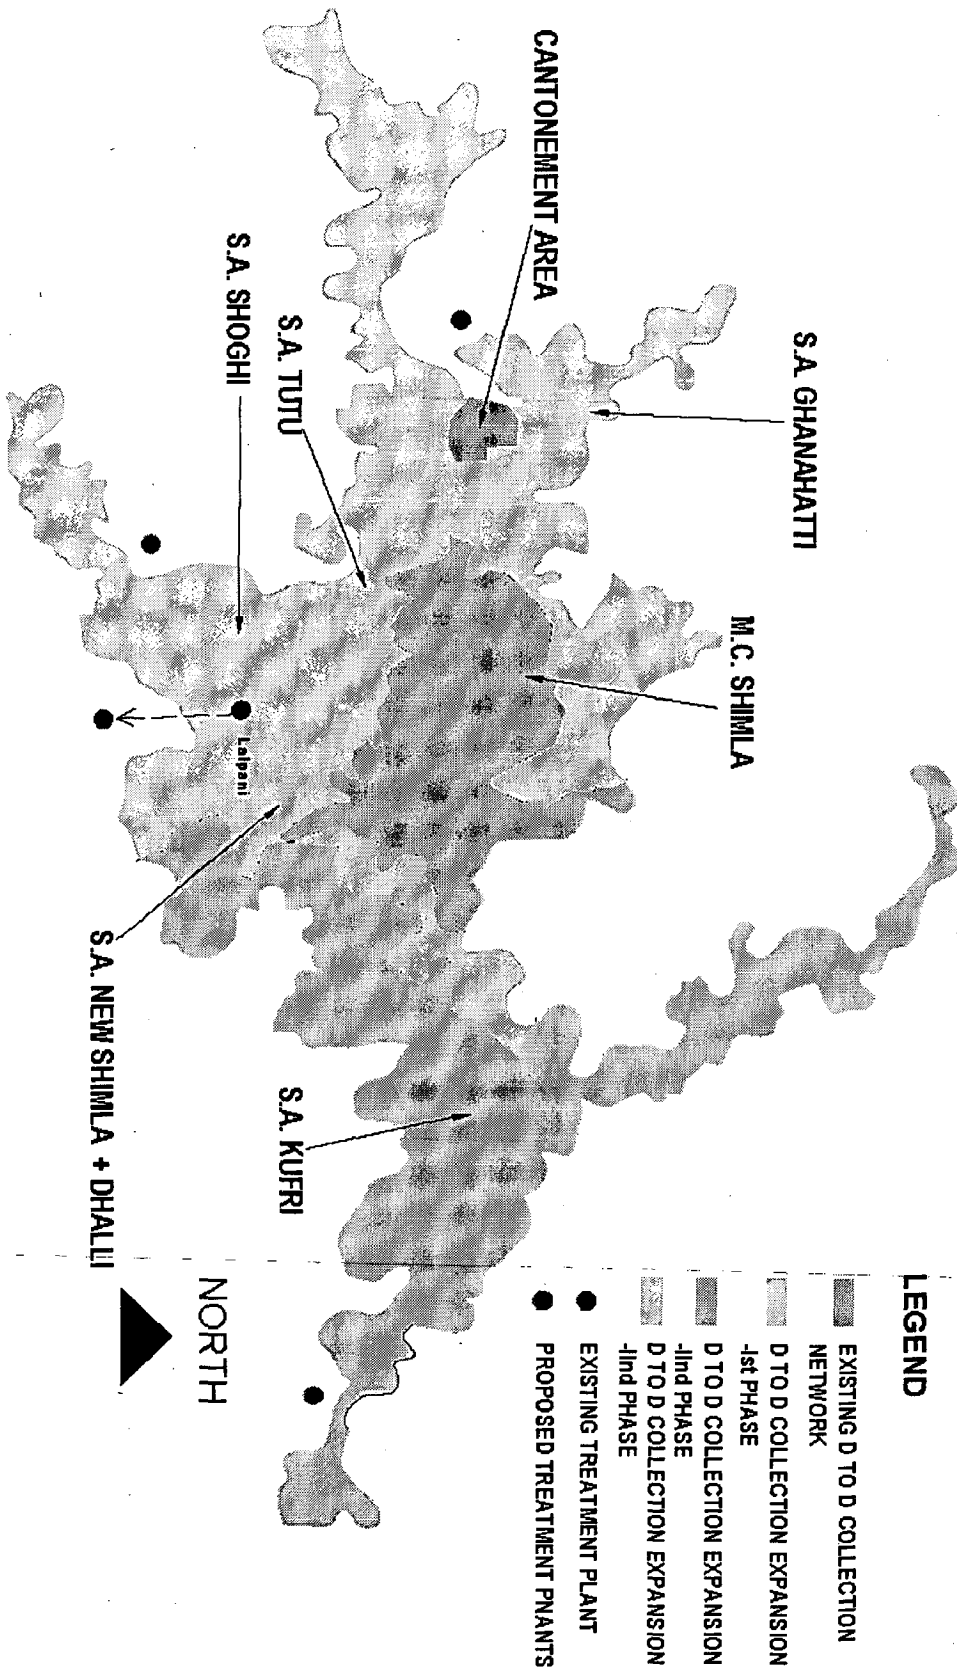 CANTONEMENT AREA
S.A. GHANAHATTI
S.A. SHOGHI
S.A. TUTU
M.C. SHIMLA
Lalpani
S.A. NEW SHIMLA + DHALLI
S.A. KUFRI
NORTH
LEGEND
EXISTING D TO D COLLECTION
NETWORK
D TO D COLLECTION EXPANSION
-Ist PHASE
D TO D COLLECTION EXPANSION
-IInd PHASE
D TO D COLLECTION EXPANSION
-IInd PHASE
EXISTING TREATMENT PLANT
PROPOSED TREATMENT PNANTS